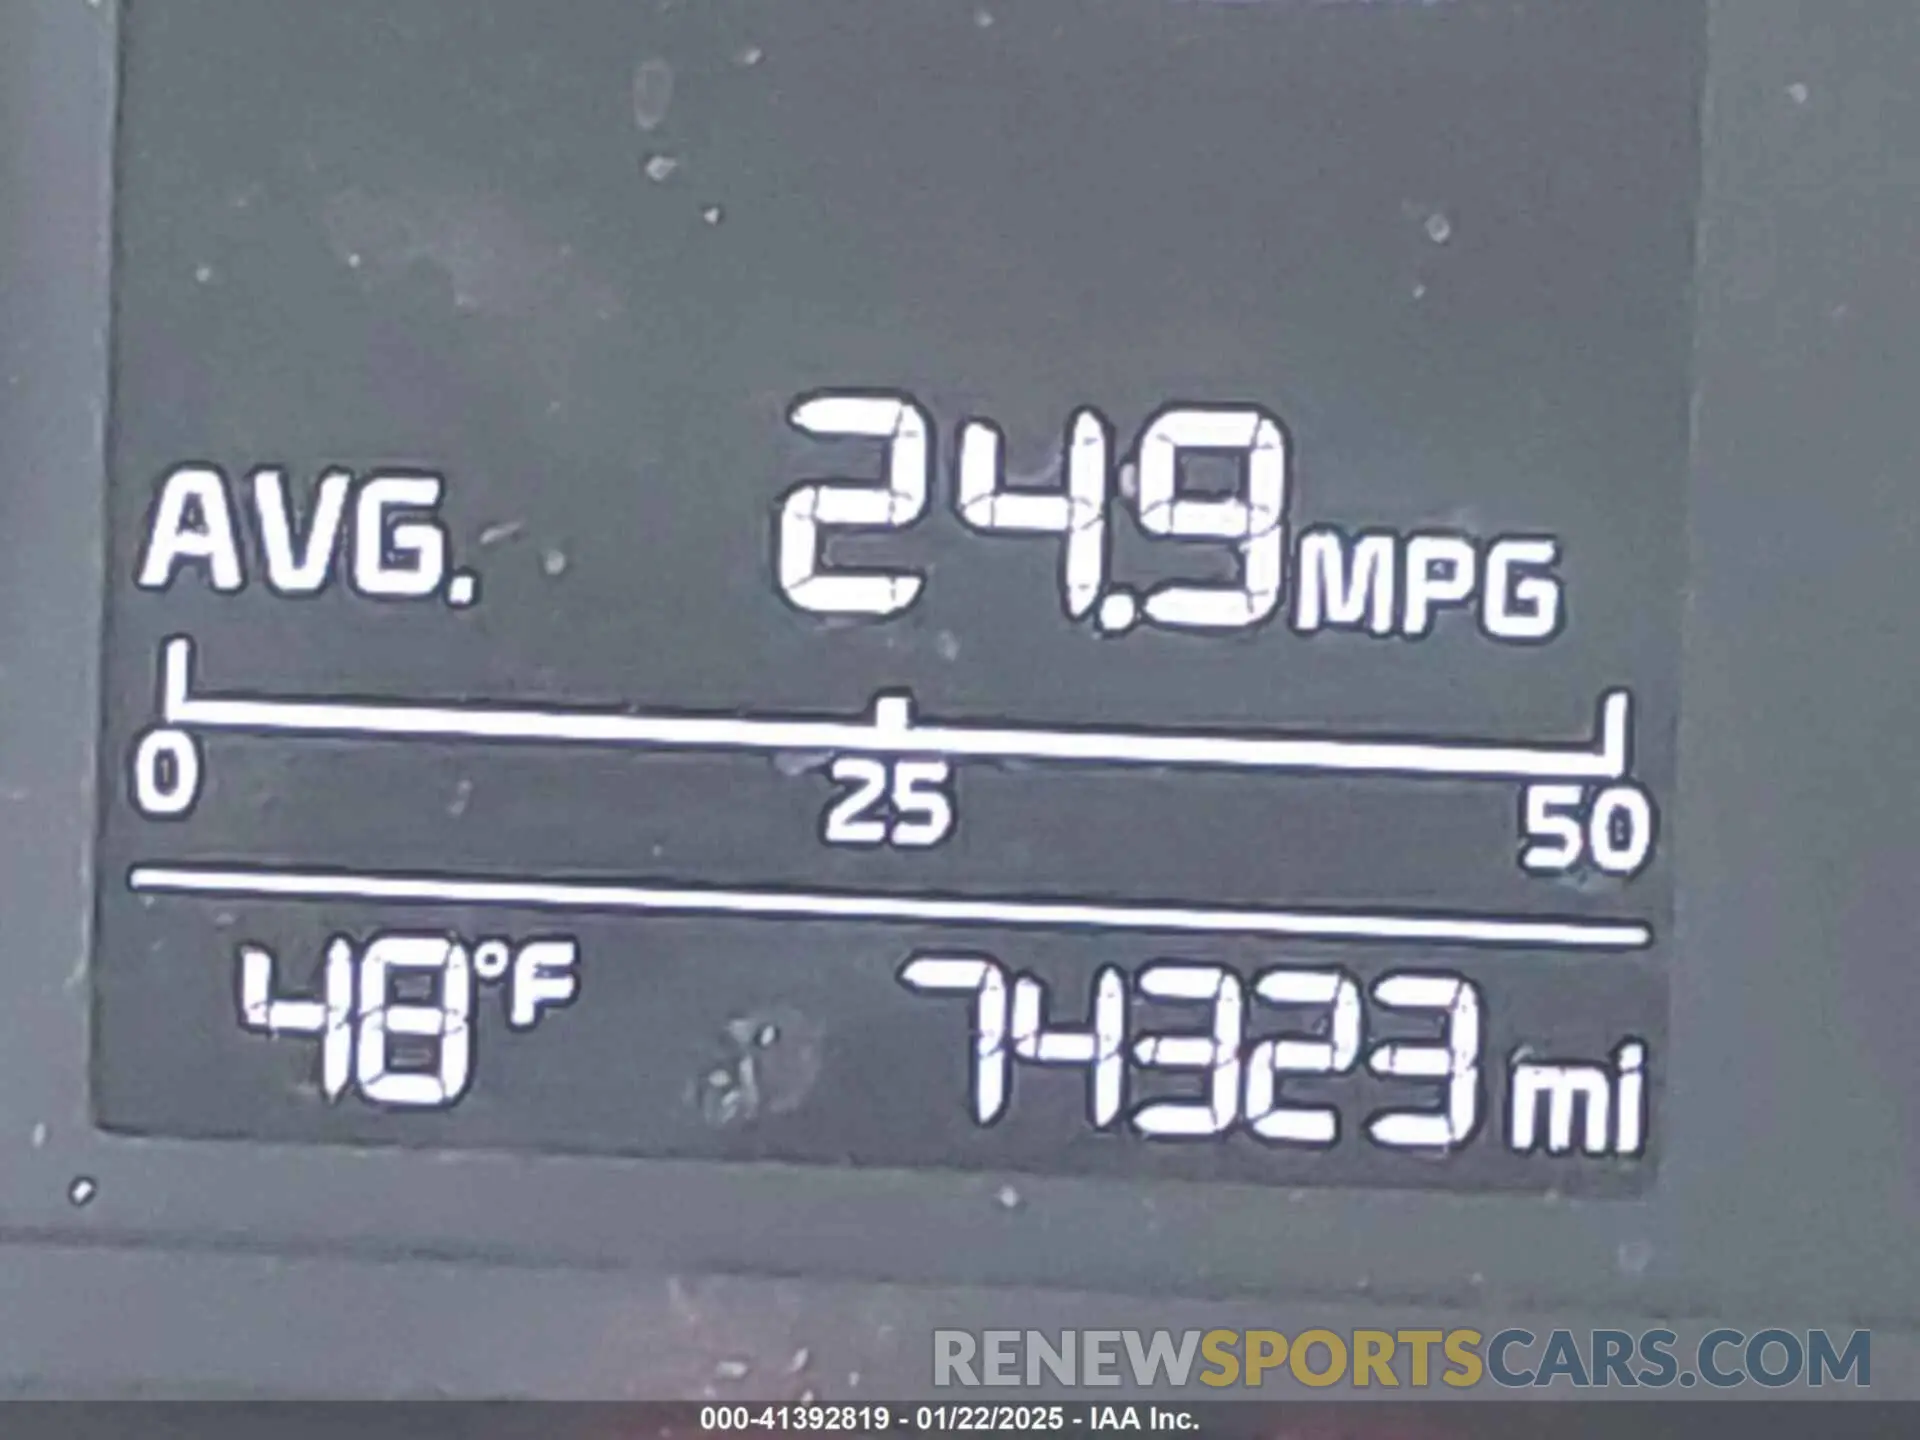 AVG. 24.9 MPG
0 25 50
48°F 74323 mi
RENEWSPORTSCARS.COM
000-41392819 - 01/22/2025 - IAA Inc.